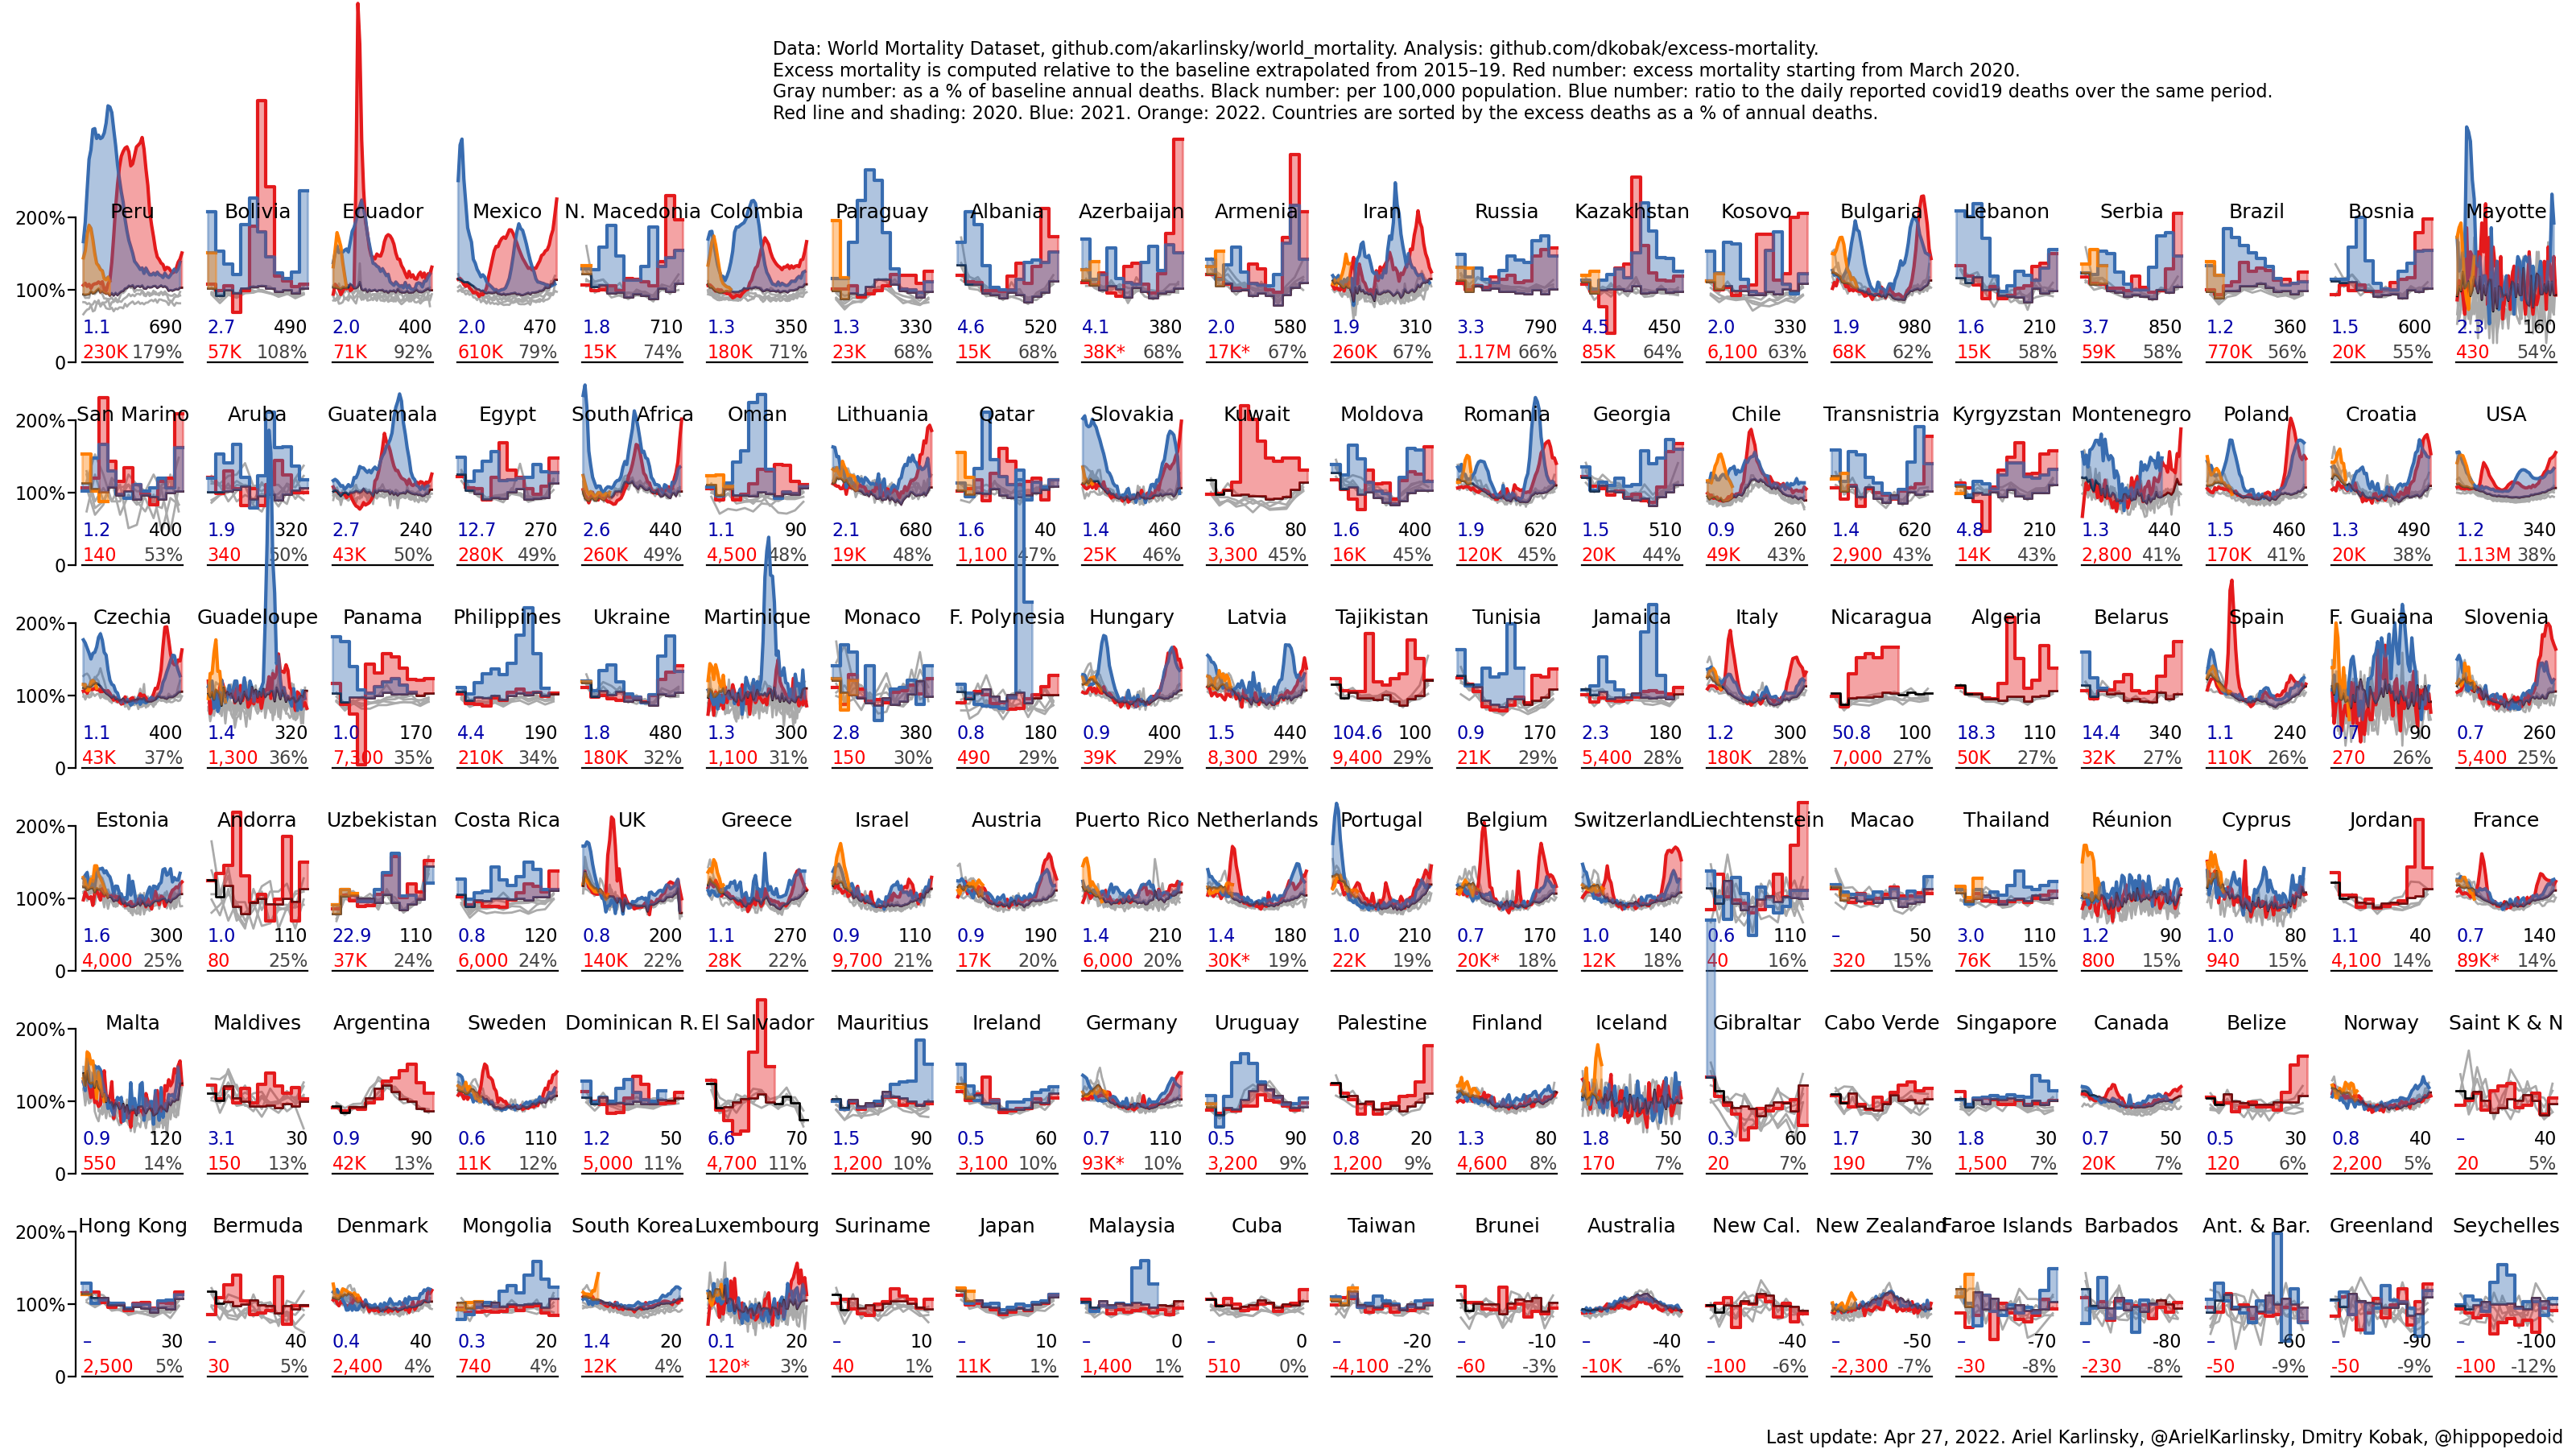 Data: World Mortality Dataset, github.com/akarlinsky/world_mortality. Analysis: github.com/dkobak/excess-mortality.
Excess mortality is computed relative to the baseline extrapolated from 2015–19. Red number: excess mortality starting from March 2020.
Gray number: as a % of baseline annual deaths. Black number: per 100,000 population. Blue number: ratio to the daily reported covid19 deaths over the same period.
Red line and shading: 2020. Blue: 2021. Orange: 2022. Countries are sorted by the excess deaths as a % of annual deaths.
200% Peru Bolivia Ecuador Mexico N. Macedonia Colombia Paraguay Albania Azerbaijan Armenia Iran Russia Kazakhstan Kosovo Bulgaria Lebanon Serbia Brazil Bosnia Mayotte
100%
1.1 690 2.7 490 2.0 400 2.0 470 1.8 710 1.3 350 1.3 330 4.6 520 4.1 380 2.0 580 1.9 310 3.3 790 4.5 450 2.0 330 1.9 980 1.6 210 3.7 850 1.2 360 1.5 600 2.3 160
230K 179% 57K 108% 71K 92% 610K 79% 15K 74% 180K 71% 23K 68% 15K 68% 38K* 68% 17K* 67% 260K 67% 1.17M 66% 85K 64% 6,100 63% 68K 62% 15K 58% 59K 58% 770K 56% 20K 55% 430 54%
0
200% San Marino Aruba Guatemala Egypt South Africa Oman Lithuania Qatar Slovakia Kuwait Moldova Romania Georgia Chile Transnistria Kyrgyzstan Montenegro Poland Croatia USA
100%
1.2 400 1.9 320 2.7 240 12.7 270 2.6 440 1.1 90 2.1 680 1.6 40 1.4 460 3.6 80 1.6 400 1.9 620 1.5 510 0.9 260 1.4 620 4.8 210 1.3 440 1.5 460 1.3 490 1.2 340
140 53% 340 50% 43K 50% 280K 49% 260K 49% 4,500 48% 19K 48% 1,100 47% 25K 46% 3,300 45% 16K 45% 120K 45% 20K 44% 49K 43% 2,900 43% 14K 43% 2,800 41% 170K 41% 20K 38% 1.13M 38%
0
200% Czechia Guadeloupe Panama Philippines Ukraine Martinique Monaco F. Polynesia Hungary Latvia Tajikistan Tunisia Jamaica Italy Nicaragua Algeria Belarus Spain F. Guaiana Slovenia
100%
1.1 400 1.4 320 1.0 170 4.4 190 1.8 480 1.3 300 2.8 380 0.8 180 0.9 400 1.5 440 104.6 100 0.9 170 2.3 180 1.2 300 50.8 100 18.3 110 14.4 340 1.1 240 0.7 90 0.7 260
43K 37% 1,300 36% 7,300 35% 210K 34% 180K 32% 1,100 31% 150 30% 490 29% 39K 29% 8,300 29% 9,400 29% 21K 29% 5,400 28% 180K 28% 7,000 27% 50K 27% 32K 27% 110K 26% 270 26% 5,400 25%
0
200% Estonia Andorra Uzbekistan Costa Rica UK Greece Israel Austria Puerto Rico Netherlands Portugal Belgium Switzerland Liechtenstein Macao Thailand Réunion Cyprus Jordan France
100%
1.6 300 1.0 110 22.9 110 0.8 120 0.8 200 1.1 270 0.9 110 0.9 190 1.4 210 1.4 180 1.0 210 0.7 170 1.0 140 0.6 110 – 50 3.0 110 1.2 90 1.0 80 1.1 40 0.7 140
4,000 25% 80 25% 37K 24% 6,000 24% 140K 22% 28K 22% 9,700 21% 17K 20% 6,000 20% 30K* 19% 22K 19% 20K* 18% 12K 18% 40 16% 320 15% 76K 15% 800 15% 940 15% 4,100 14% 89K* 14%
0
200% Malta Maldives Argentina Sweden Dominican R. El Salvador Mauritius Ireland Germany Uruguay Palestine Finland Iceland Gibraltar Cabo Verde Singapore Canada Belize Norway Saint K & N
100%
0.9 120 3.1 30 0.9 90 0.6 110 1.2 50 6.6 70 1.5 90 0.5 60 0.7 110 0.5 90 0.8 20 1.3 80 1.8 50 0.3 60 1.7 30 1.8 30 0.7 50 0.5 30 0.8 40 – 40
550 14% 150 13% 42K 13% 11K 12% 5,000 11% 4,700 11% 1,200 10% 3,100 10% 93K* 10% 3,200 9% 1,200 9% 4,600 8% 170 7% 20 7% 190 7% 1,500 7% 20K 7% 120 6% 2,200 5% 20 5%
0
200% Hong Kong Bermuda Denmark Mongolia South Korea Luxembourg Suriname Japan Malaysia Cuba Taiwan Brunei Australia New Cal. New Zealand Faroe Islands Barbados Ant. & Bar. Greenland Seychelles
100%
– 30 – 40 0.4 40 0.3 20 1.4 20 0.1 20 – 10 – 10 – 0 – 0 – -20 – -10 – -40 – -40 – -50 – -70 – -80 – -60 – -90 – -100
2,500 5% 30 5% 2,400 4% 740 4% 12K 4% 120* 3% 40 1% 11K 1% 1,400 1% 510 0% -4,100 -2% -60 -3% -10K -6% -100 -6% -2,300 -7% -30 -8% -230 -8% -50 -9% -50 -9% -100 -12%
0
Last update: Apr 27, 2022. Ariel Karlinsky, @ArielKarlinsky, Dmitry Kobak, @hippopedoid